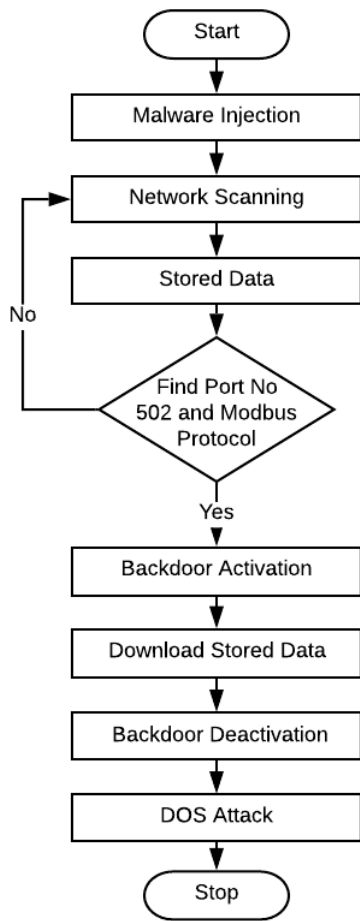 Start
Malware Injection
Network Scanning
Stored Data
No
Find Port No
502 and Modbus
Protocol
Yes
Backdoor Activation
Download Stored Data
Backdoor Deactivation
DOS Attack
Stop